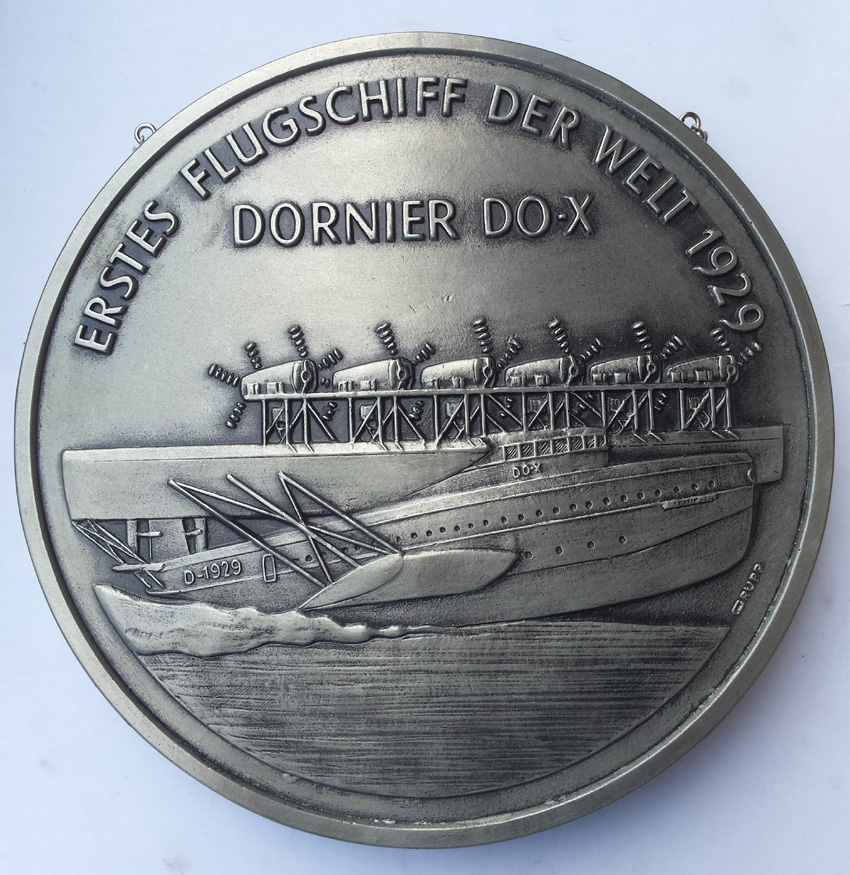 ERSTES FLUGSCHIFF DER WELT 1929
DORNIER DO-X
DO-X
D-1929